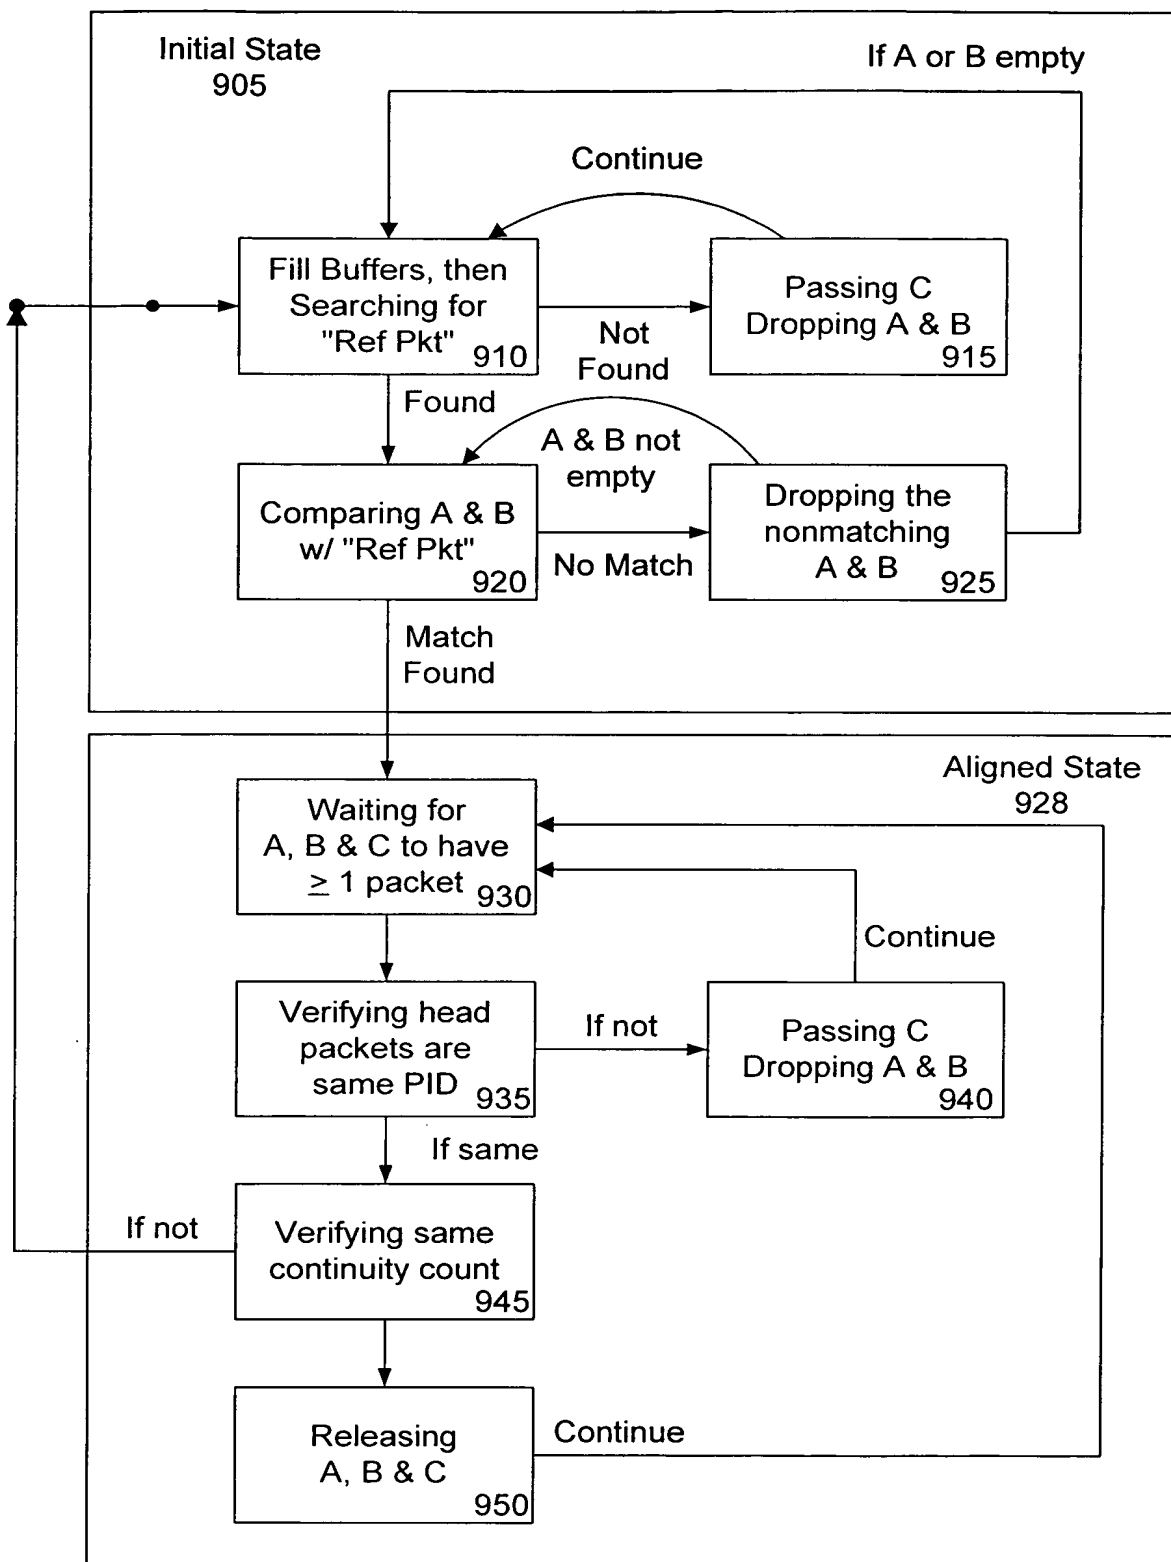 Initial State
905
If A or B empty
Continue
Fill Buffers, then
Searching for
"Ref Pkt"
910
Not
Found
Passing C
Dropping A & B
915
Found
A & B not
empty
Comparing A & B
w/ "Ref Pkt"
920
No Match
Dropping the
nonmatching
A & B
925
Match
Found
Aligned State
928
Waiting for
A, B & C to have
≥ 1 packet
930
Continue
Verifying head
packets are
same PID
935
If not
Passing C
Dropping A & B
940
If same
If not
Verifying same
continuity count
945
Releasing
A, B & C
950
Continue